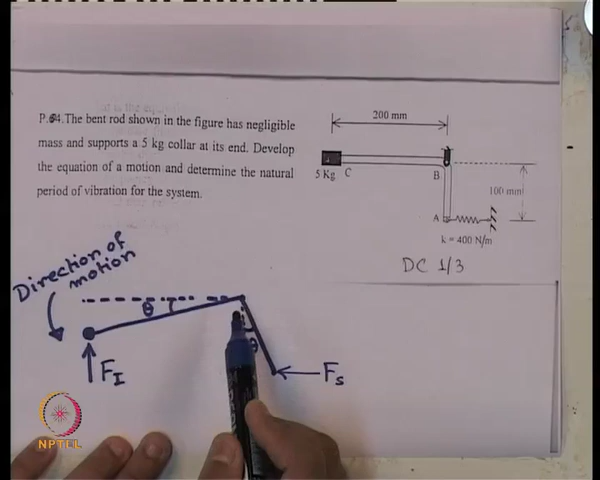 P.54.The bent rod shown in the figure has negligible
mass and supports a 5 kg collar at its end. Develop
the equation of a motion and determine the natural
period of vibration for the system.
200 mm
5 Kg C
B
100 mm
A
k = 400 N/m
DC 1/3
Direction of
motion
θ
θ
F_I
F_S
NPTEL